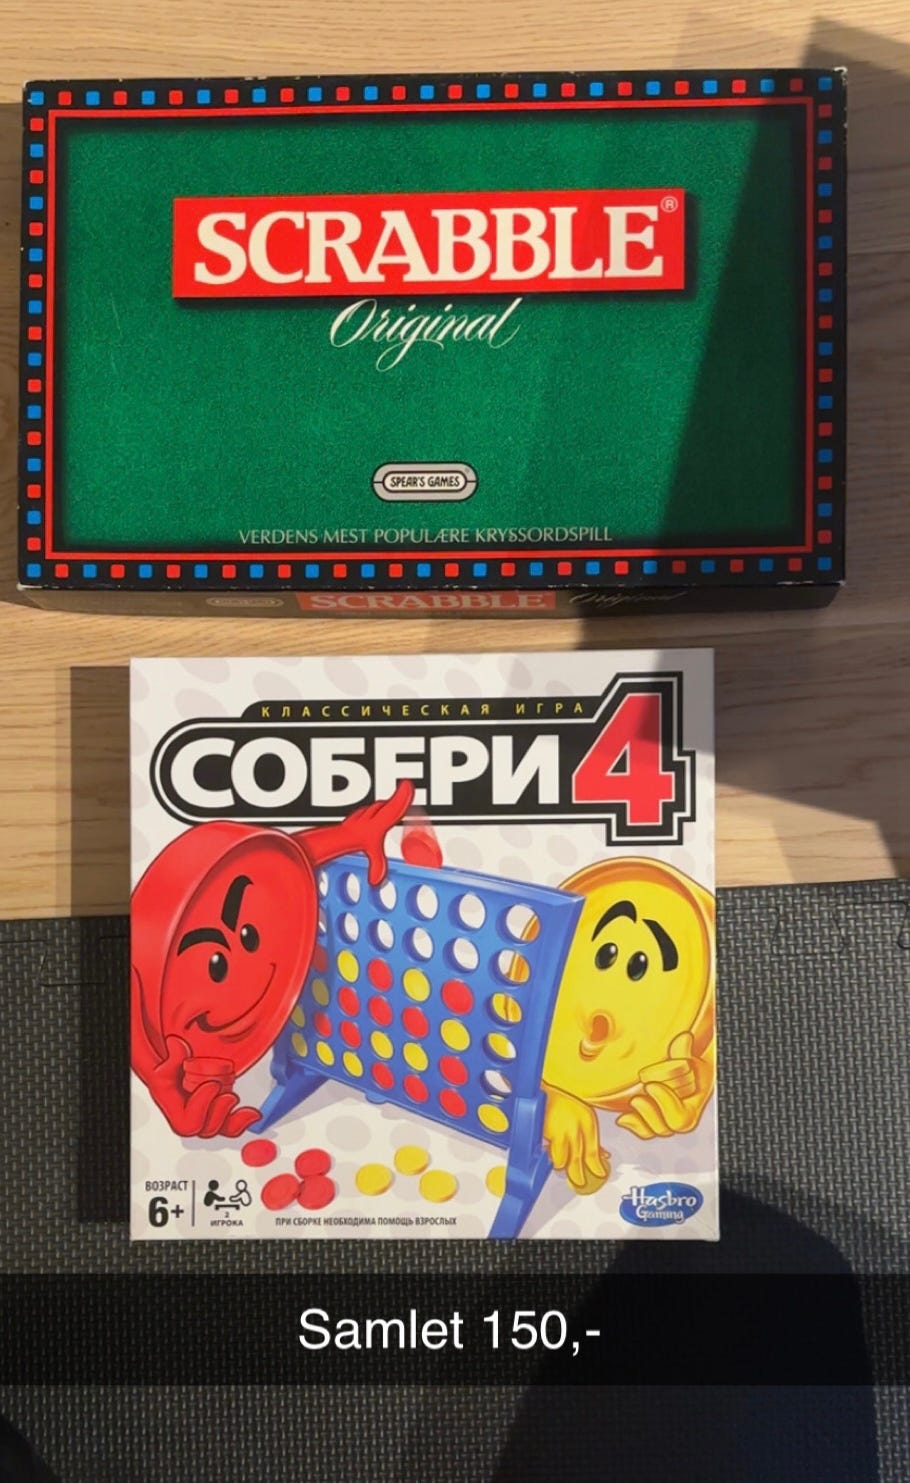 SCRABBLE®
Original
SPEAR'S GAMES
VERDENS MEST POPULÆRE KRYSSORDSPILL
SCRABBLE Original
КЛАССИЧЕСКАЯ ИГРА
СОБЕРИ 4
ВОЗРАСТ
6+
2
ИГРОКА
ПРИ СБОРКЕ НЕОБХОДИМА ПОМОЩЬ ВЗРОСЛЫХ
Hasbro
Gaming
Samlet 150,-